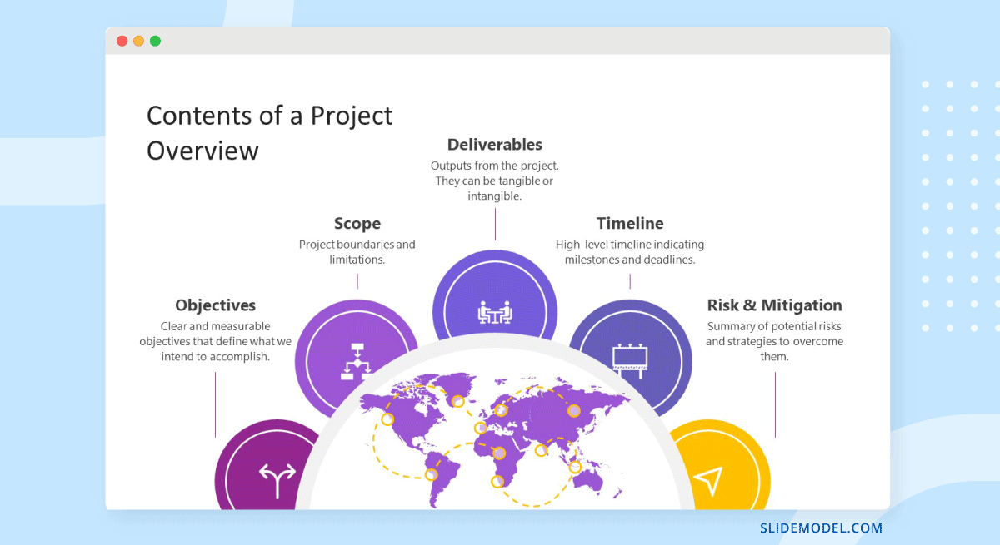 Contents of a Project
Overview
Deliverables
Outputs from the project.
They can be tangible or
intangible.
Scope
Project boundaries and
limitations.
Timeline
High-level timeline indicating
milestones and deadlines.
Objectives
Clear and measurable
objectives that define what we
intend to accomplish.
Risk & Mitigation
Summary of potential risks
and strategies to overcome
them.
SLIDEMODEL.COM